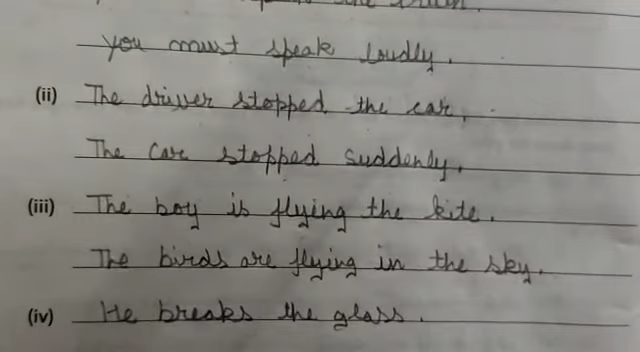 you must speak loudly.
(ii) The driver stopped the car.
The car stopped suddenly.
(iii) The boy is flying the kite.
The birds are flying in the sky.
(iv) He breaks the glass.